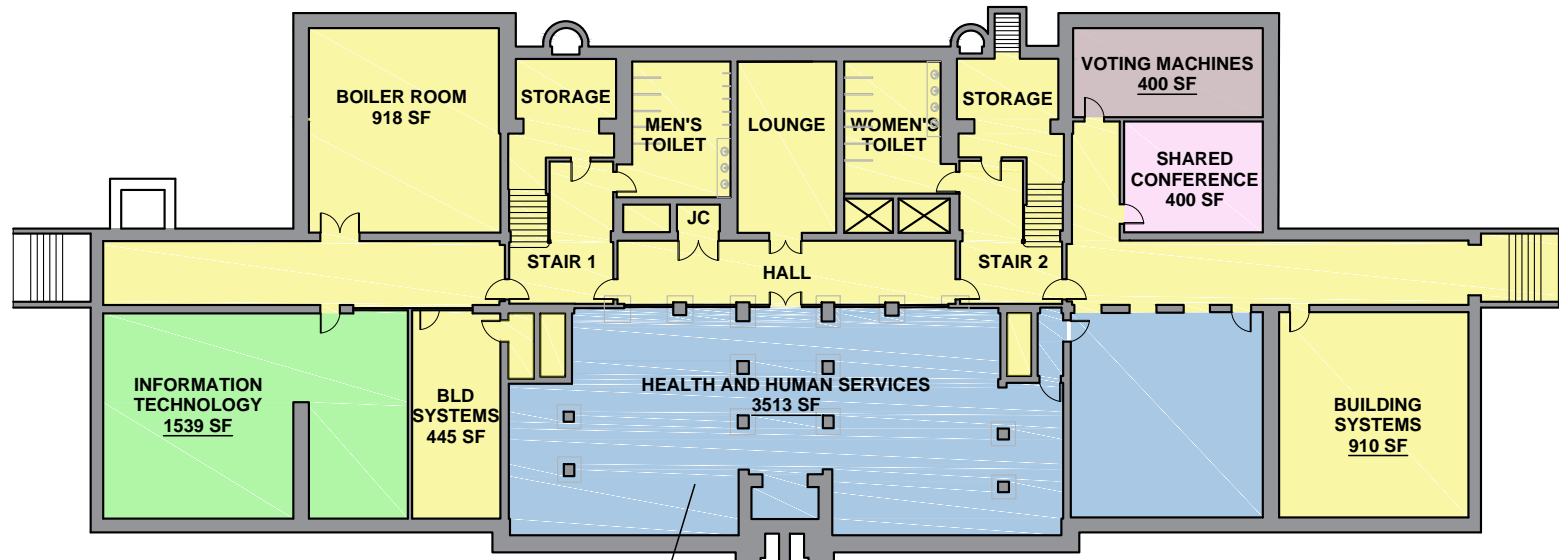 BOILER ROOM
918 SF
STORAGE
MEN'S
TOILET
LOUNGE
WOMEN'S
TOILET
STORAGE
VOTING MACHINES
400 SF
SHARED
CONFERENCE
400 SF
JC
STAIR 1
HALL
STAIR 2
INFORMATION
TECHNOLOGY
1539 SF
BLD
SYSTEMS
445 SF
HEALTH AND HUMAN SERVICES
3513 SF
BUILDING
SYSTEMS
910 SF